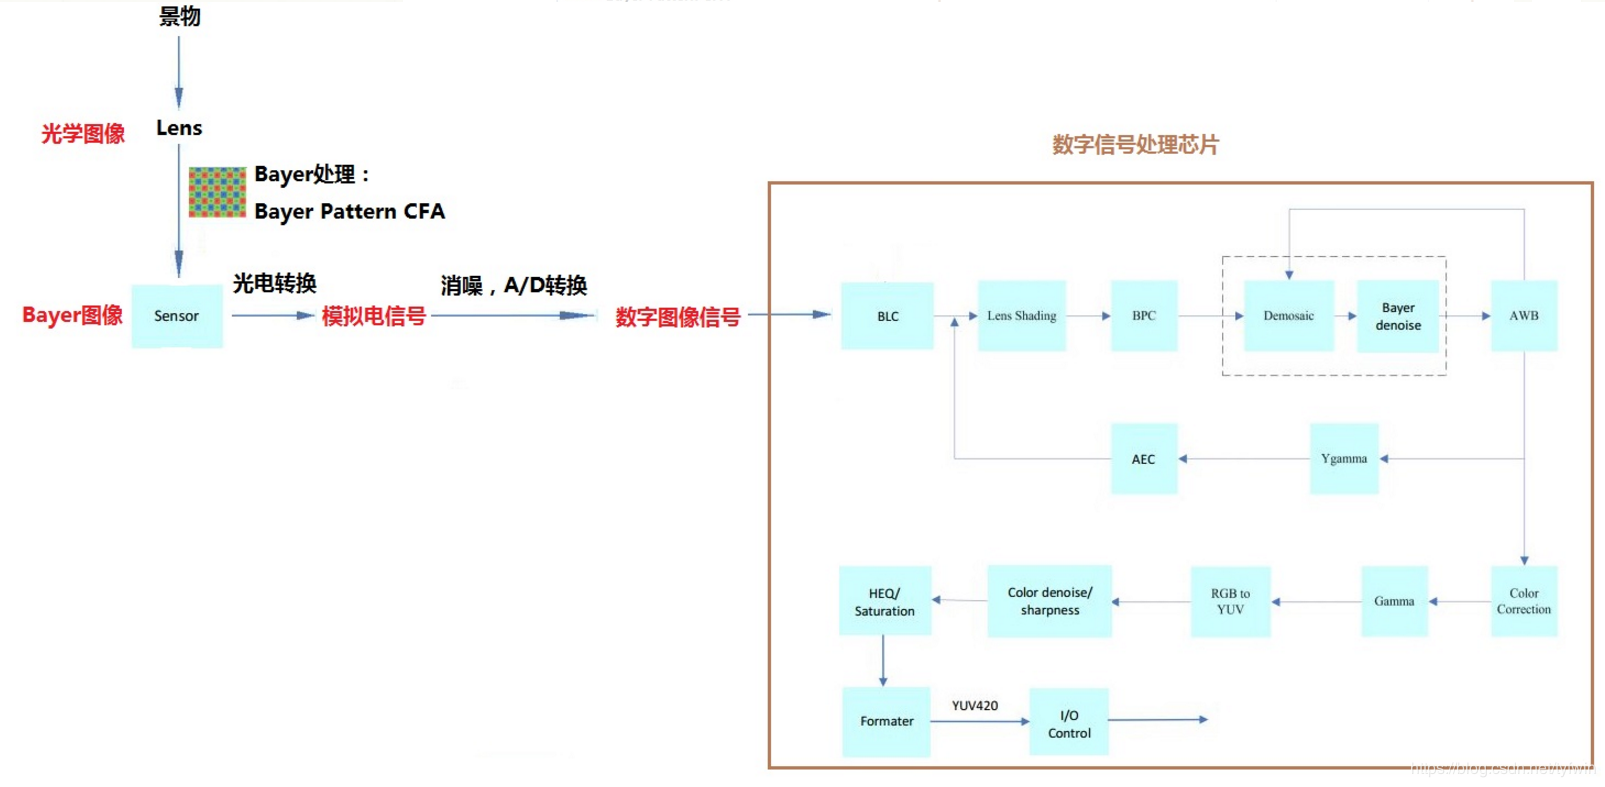 景物
光学图像
Lens
Bayer处理：
Bayer Pattern CFA
数字信号处理芯片
Bayer图像
Sensor
光电转换
模拟电信号
消噪，A/D转换
数字图像信号
BLC
Lens Shading
BPC
Demosaic
Bayer
denoise
AWB
AEC
Ygamma
HEQ/
Saturation
Color denoise/
sharpness
RGB to
YUV
Gamma
Color
Correction
Formater
YUV420
I/O
Control